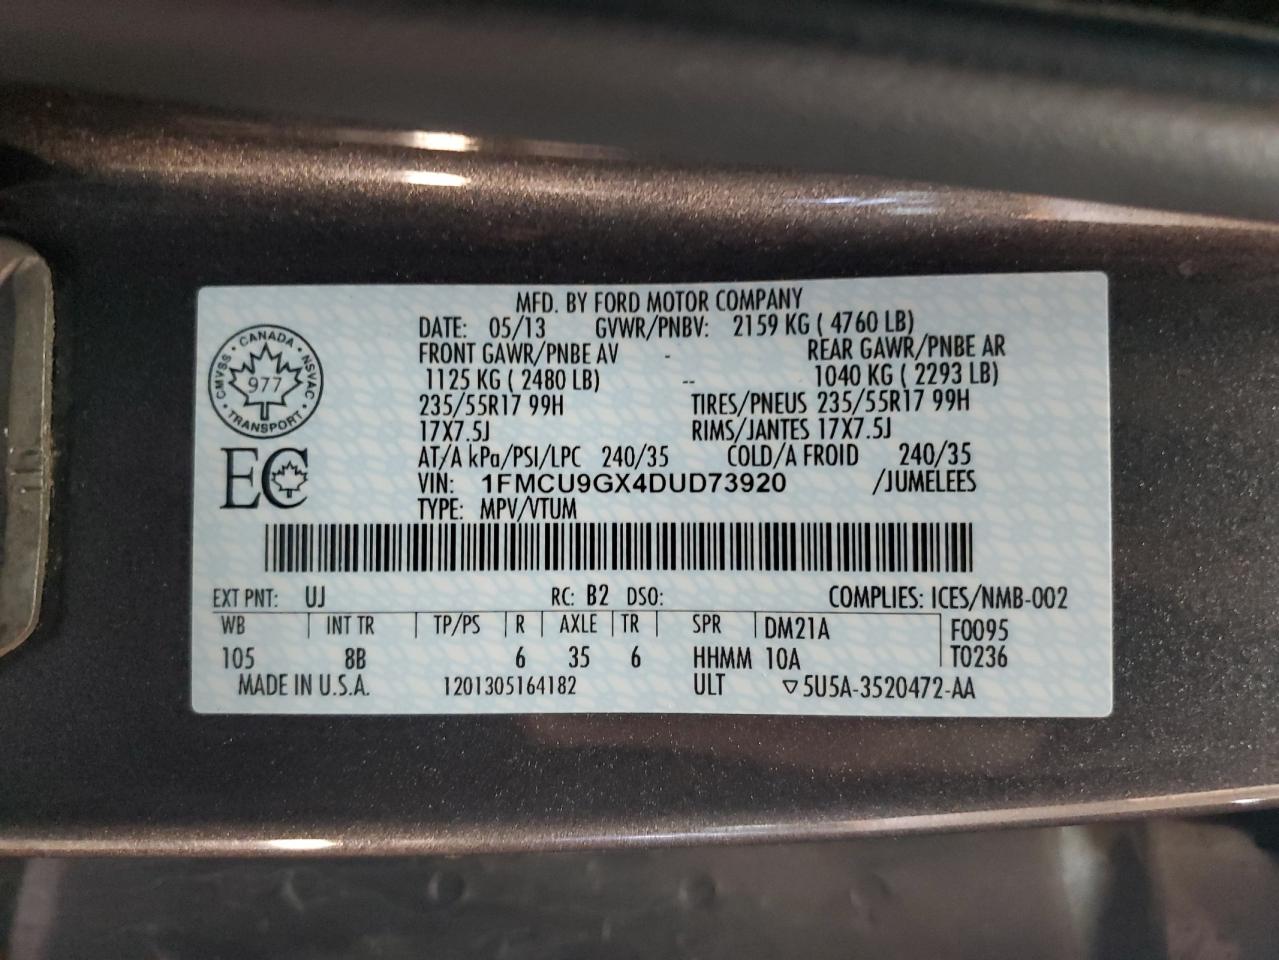 MFD. BY FORD MOTOR COMPANY
DATE: 05/13 GVWR/PNBV: 2159 KG ( 4760 LB)
FRONT GAWR/PNBE AV - REAR GAWR/PNBE AR
1125 KG ( 2480 LB) -- 1040 KG ( 2293 LB)
235/55R17 99H TIRES/PNEUS 235/55R17 99H
17X7.5J RIMS/JANTES 17X7.5J
AT/A kPa/PSI/LPC 240/35 COLD/A FROID 240/35
VIN: 1FMCU9GX4DUD73920 /JUMELEES
TYPE: MPV/VTUM
CANADA
CMVSS NSVAC
977
TRANSPORT
EC
EXT PNT: UJ RC: B2 DSO: COMPLIES: ICES/NMB-002
WB | INT TR | TP/PS | R | AXLE | TR | SPR | DM21A | F0095
105 8B 6 35 6 HHMM 10A | T0236
MADE IN U.S.A. 1201305164182 ULT ▽5U5A-3520472-AA